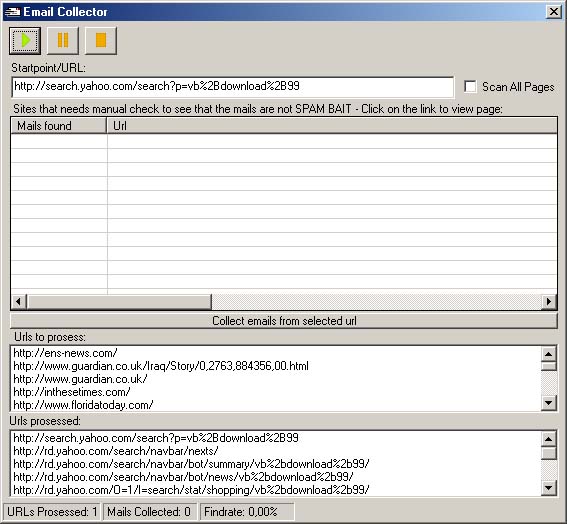 Email Collector
Startpoint/URL:
http://search.yahoo.com/search?p=vb%2Bdownload%2B99
Scan All Pages
Sites that needs manual check to see that the mails are not SPAM BAIT - Click on the link to view page:
Mails found Url
Collect emails from selected url
Urls to prosess:
http://ens-news.com/
http://www.guardian.co.uk/Iraq/Story/0,2763,884356,00.html
http://www.guardian.co.uk/
http://inthesetimes.com/
http://www.floridatoday.com/
Urls prosessed:
http://search.yahoo.com/search?p=vb%2Bdownload%2B99
http://rd.yahoo.com/search/navbar/nexts/
http://rd.yahoo.com/search/navbar/bot/summary/vb%2bdownload%2b99/
http://rd.yahoo.com/search/navbar/bot/news/vb%2bdownload%2b99/
http://rd.yahoo.com/O=1/I=search/stat/shopping/vb%2bdownload%2b99/
URLs Prosessed: 1 Mails Collected: 0 Findrate: 0,00%